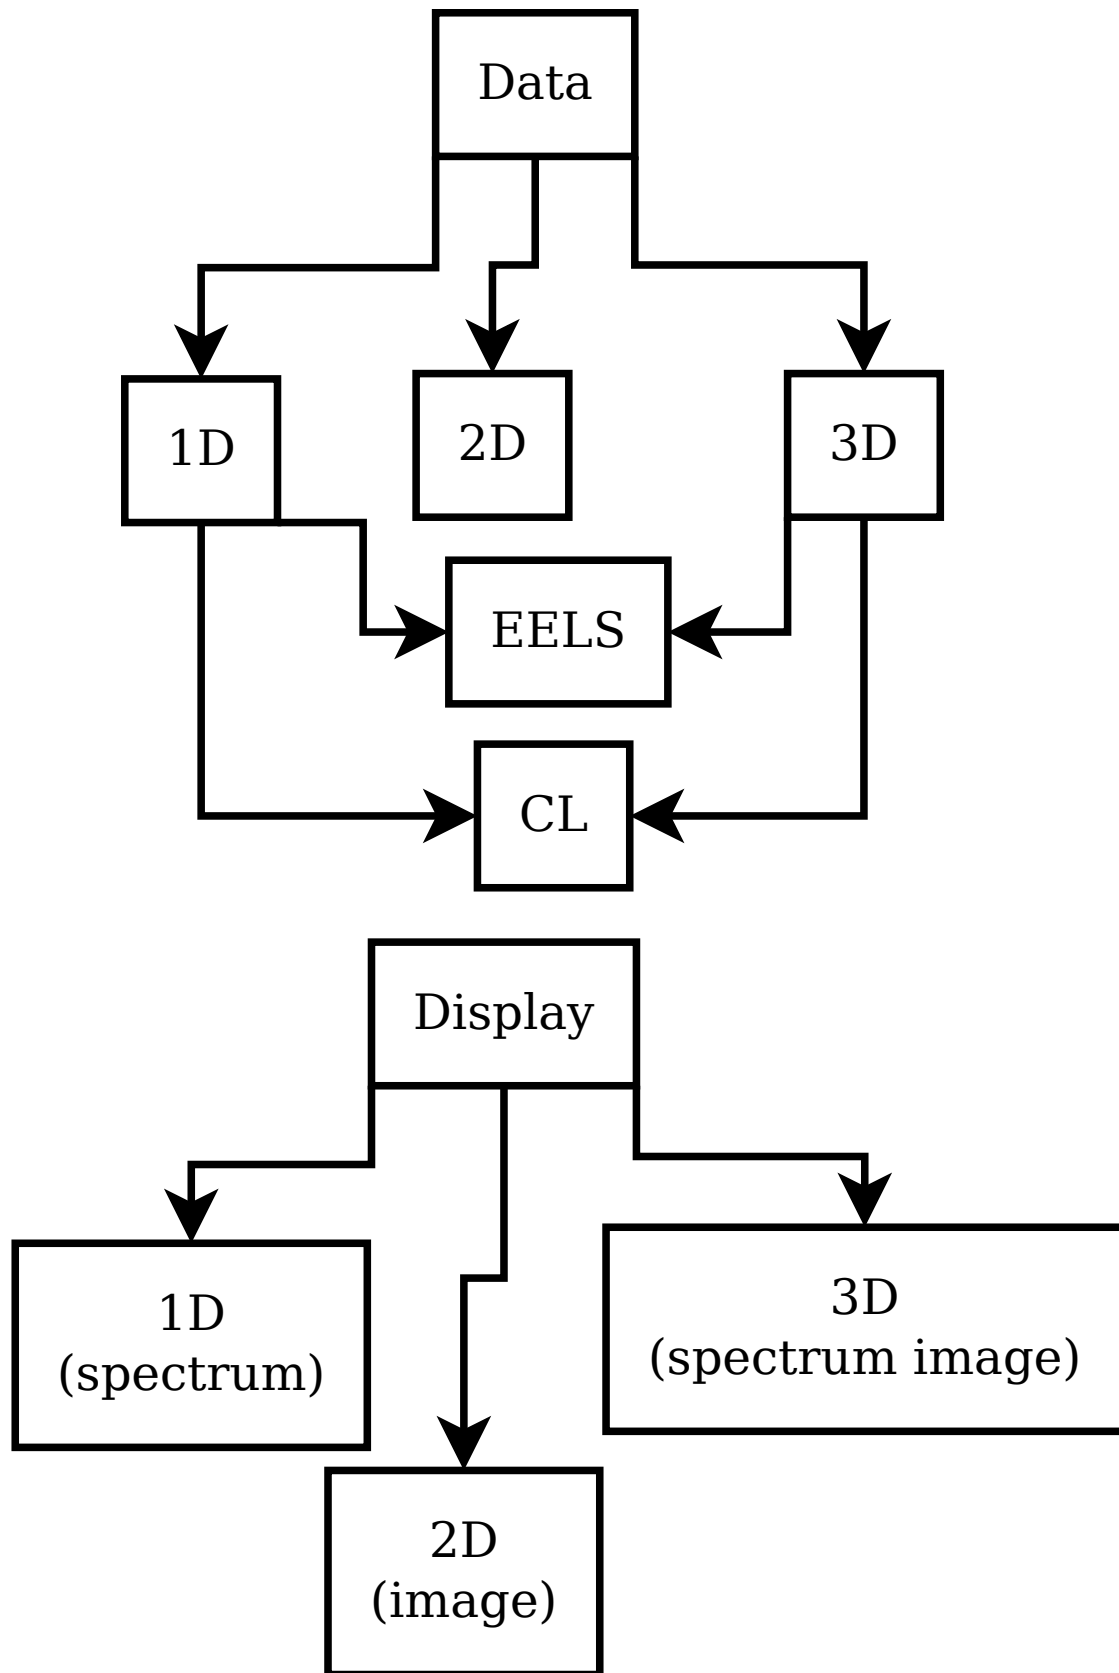 Data
1D
2D
3D
EELS
CL
Display
1D
(spectrum)
3D
(spectrum image)
2D
(image)